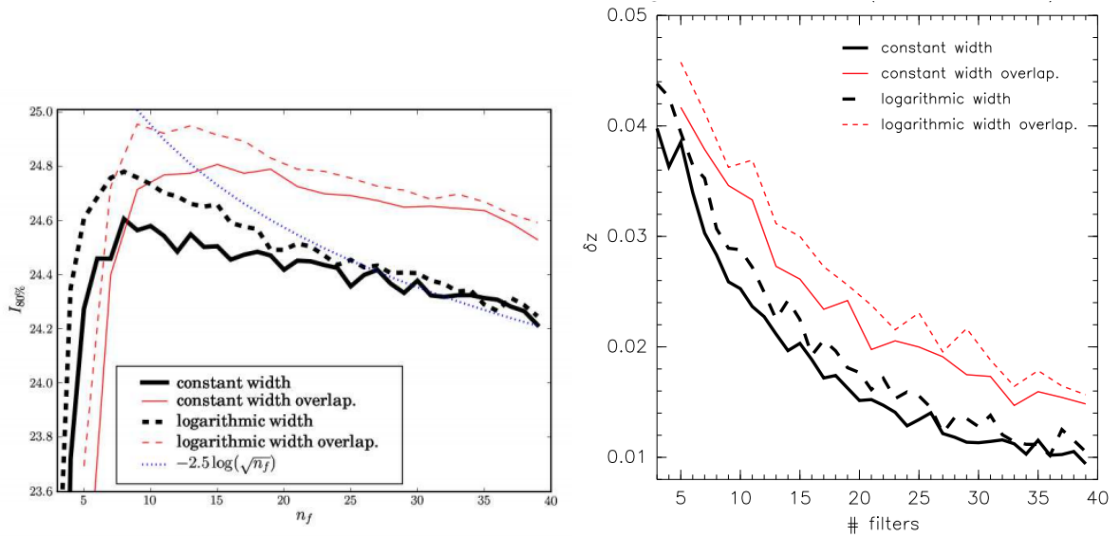 25.0
24.8
24.6
24.4
24.2
24.0
23.8
23.6
I80%
5 10 15 20 25 30 35 40
nf
constant width
constant width overlap.
logarithmic width
logarithmic width overlap.
−2.5 log(√nf)
0.05
0.04
0.03
0.02
0.01
δz
constant width
constant width overlap.
logarithmic width
logarithmic width overlap.
5 10 15 20 25 30 35 40
# filters